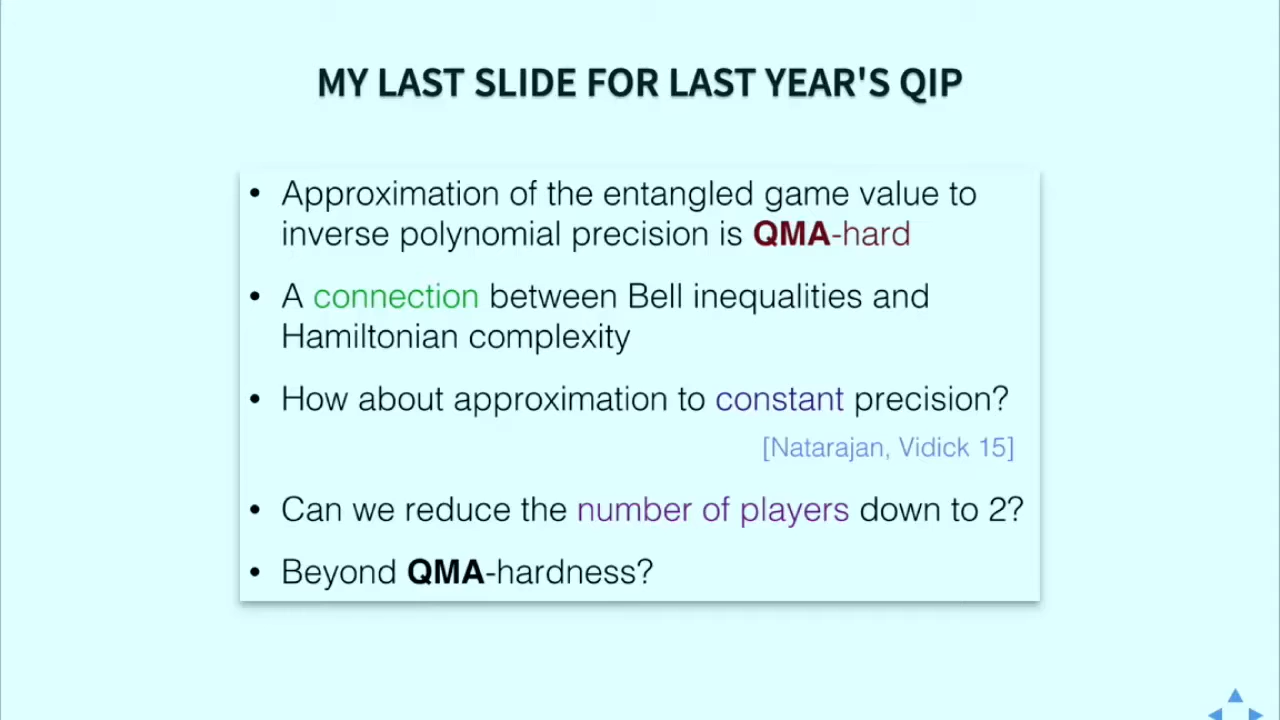 MY LAST SLIDE FOR LAST YEAR'S QIP
• Approximation of the entangled game value to
inverse polynomial precision is QMA-hard
• A connection between Bell inequalities and
Hamiltonian complexity
• How about approximation to constant precision?
[Natarajan, Vidick 15]
• Can we reduce the number of players down to 2?
• Beyond QMA-hardness?